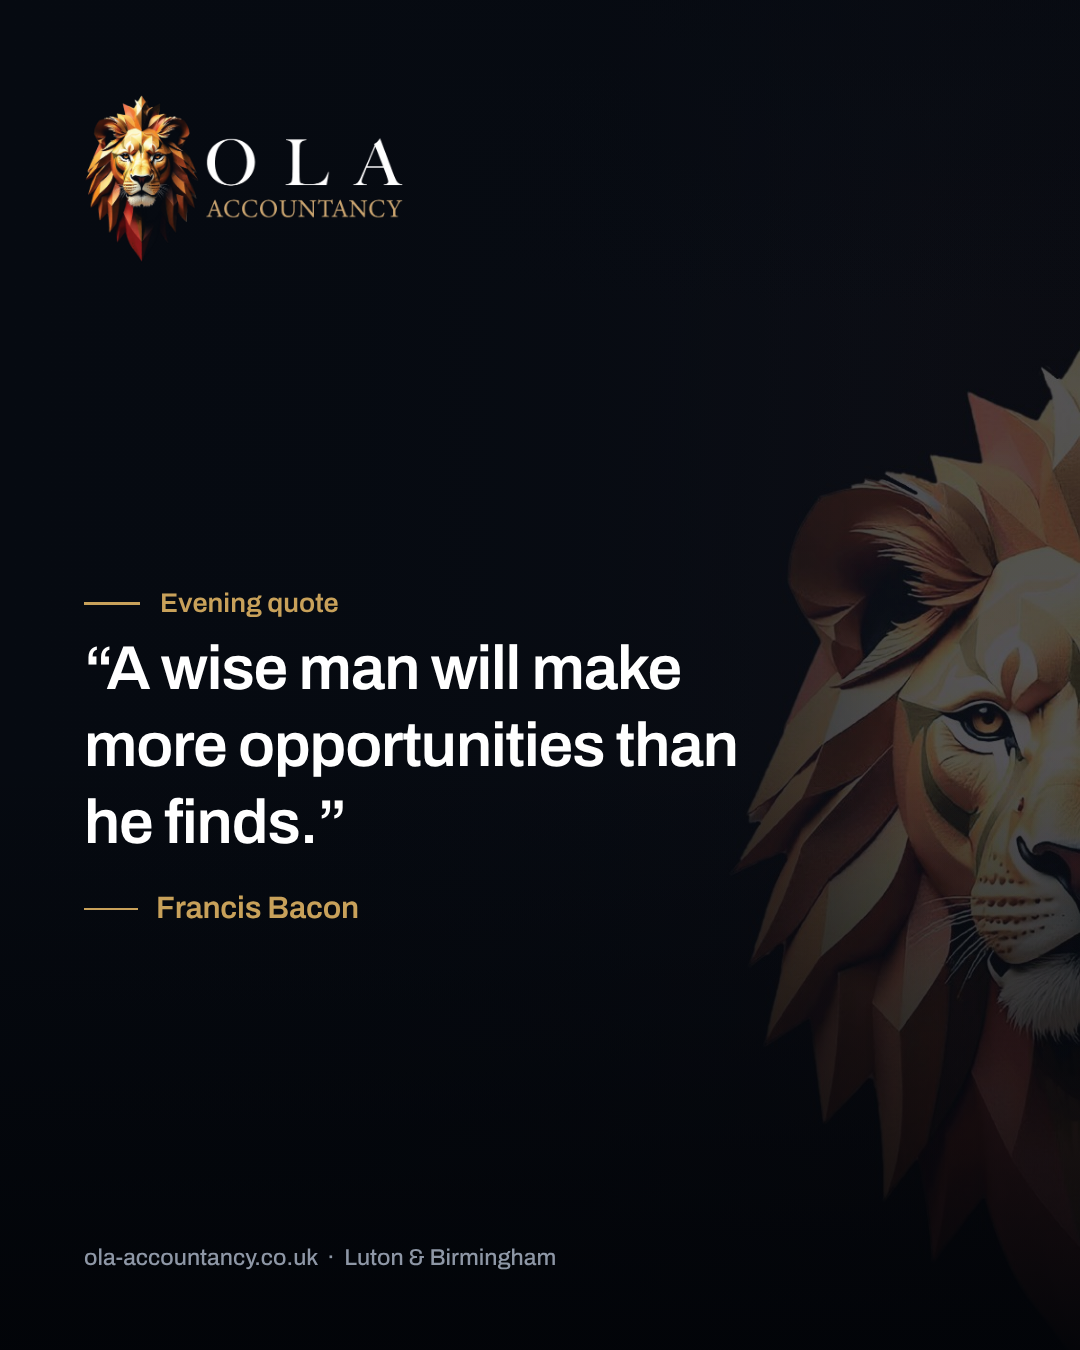 OLA
ACCOUNTANCY
Evening quote
“A wise man will make
more opportunities than
he finds.”
Francis Bacon
ola-accountancy.co.uk · Luton & Birmingham